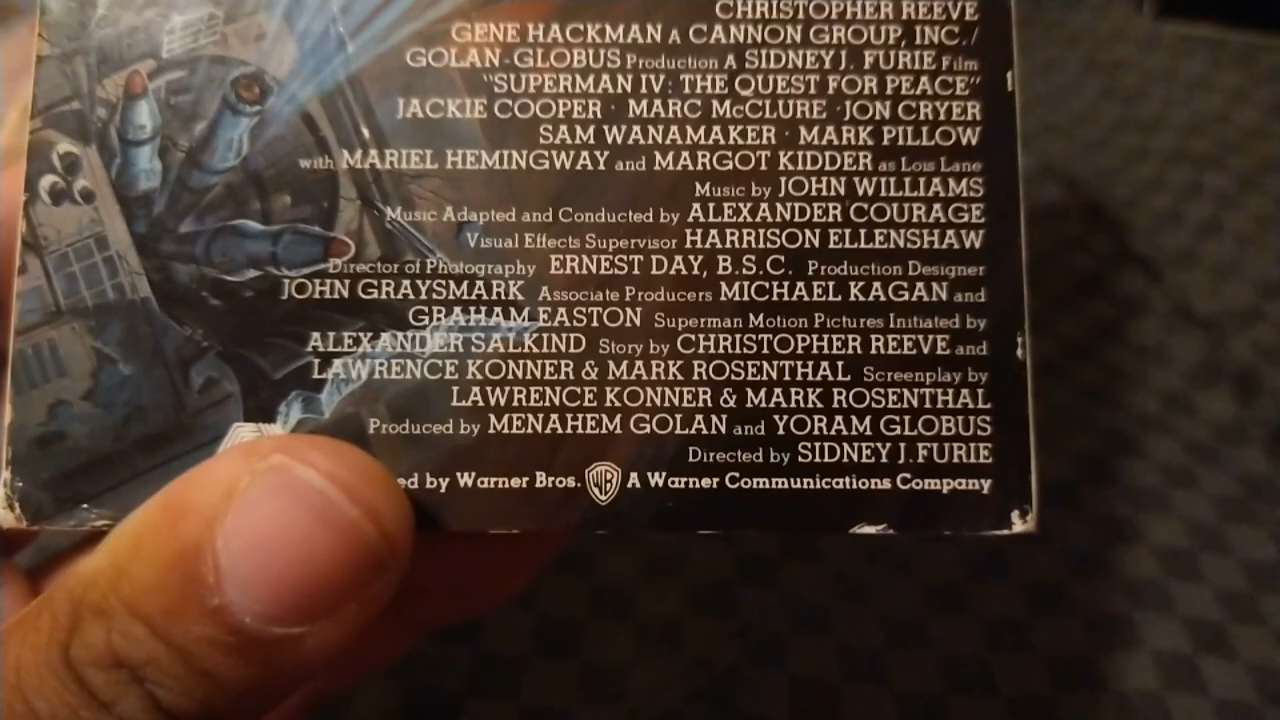 CHRISTOPHER REEVE
GENE HACKMAN A CANNON GROUP, INC./
GOLAN-GLOBUS Production A SIDNEY J. FURIE Film
"SUPERMAN IV: THE QUEST FOR PEACE"
JACKIE COOPER · MARC McCLURE · JON CRYER
SAM WANAMAKER · MARK PILLOW
with MARIEL HEMINGWAY and MARGOT KIDDER as Lois Lane
Music by JOHN WILLIAMS
Music Adapted and Conducted by ALEXANDER COURAGE
Visual Effects Supervisor HARRISON ELLENSHAW
Director of Photography ERNEST DAY, B.S.C. Production Designer
JOHN GRAYSMARK Associate Producers MICHAEL KAGAN and
GRAHAM EASTON Superman Motion Pictures Initiated by
ALEXANDER SALKIND Story by CHRISTOPHER REEVE and
LAWRENCE KONNER & MARK ROSENTHAL Screenplay by
LAWRENCE KONNER & MARK ROSENTHAL
Produced by MENAHEM GOLAN and YORAM GLOBUS
Directed by SIDNEY J. FURIE
ed by Warner Bros. WB A Warner Communications Company